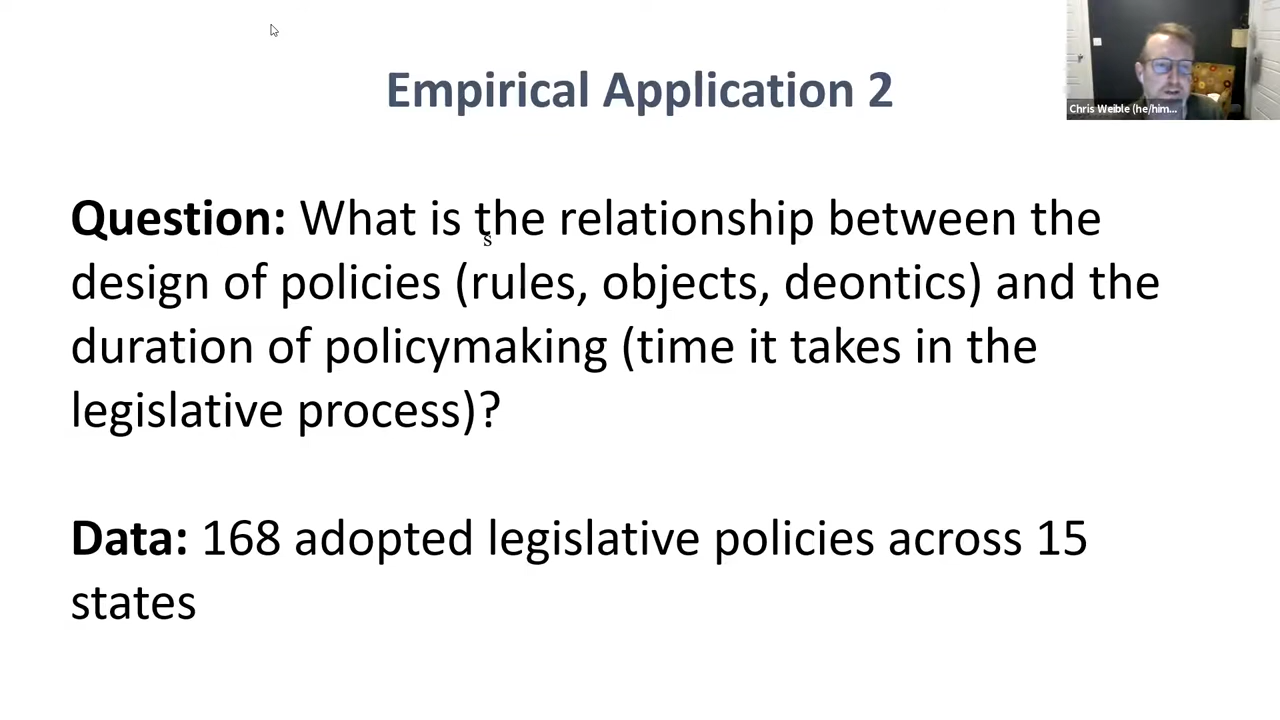 Empirical Application 2
Chris Weible (he/him...
Question: What is the relationship between the
s
design of policies (rules, objects, deontics) and the
duration of policymaking (time it takes in the
legislative process)?
Data: 168 adopted legislative policies across 15
states